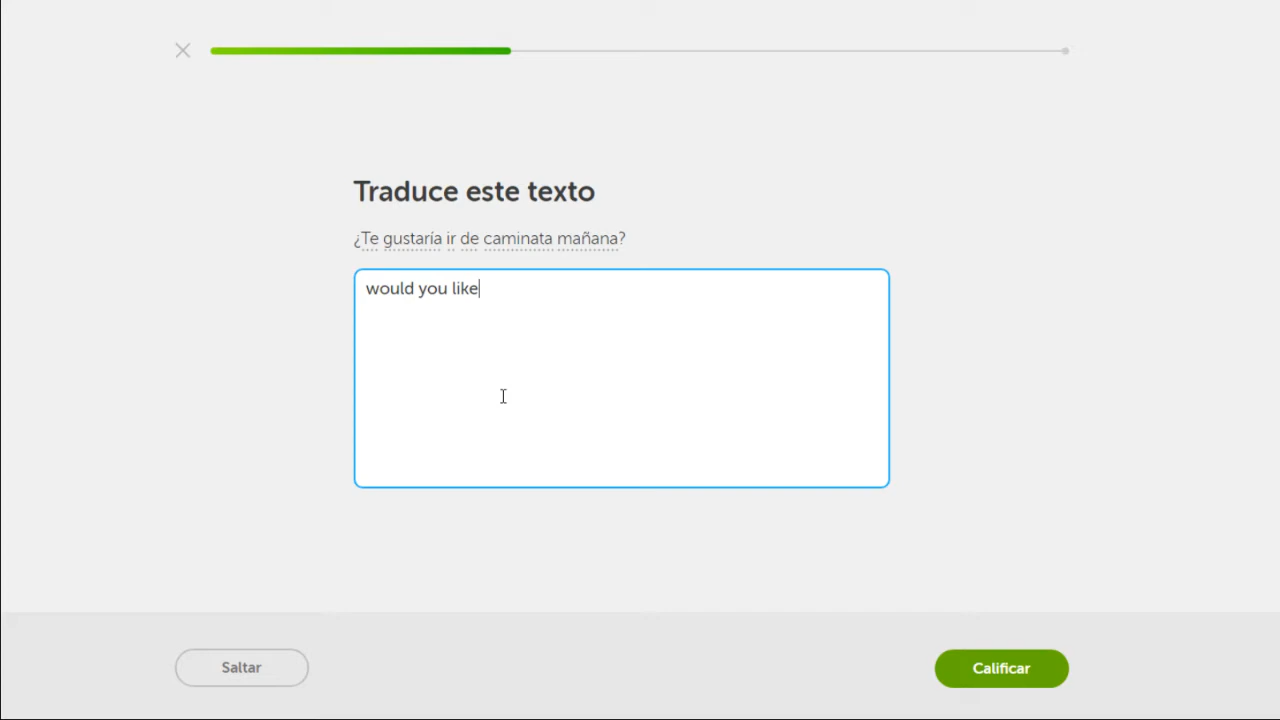 Traduce este texto
¿Te gustaría ir de caminata mañana?
would you like
Saltar
Calificar